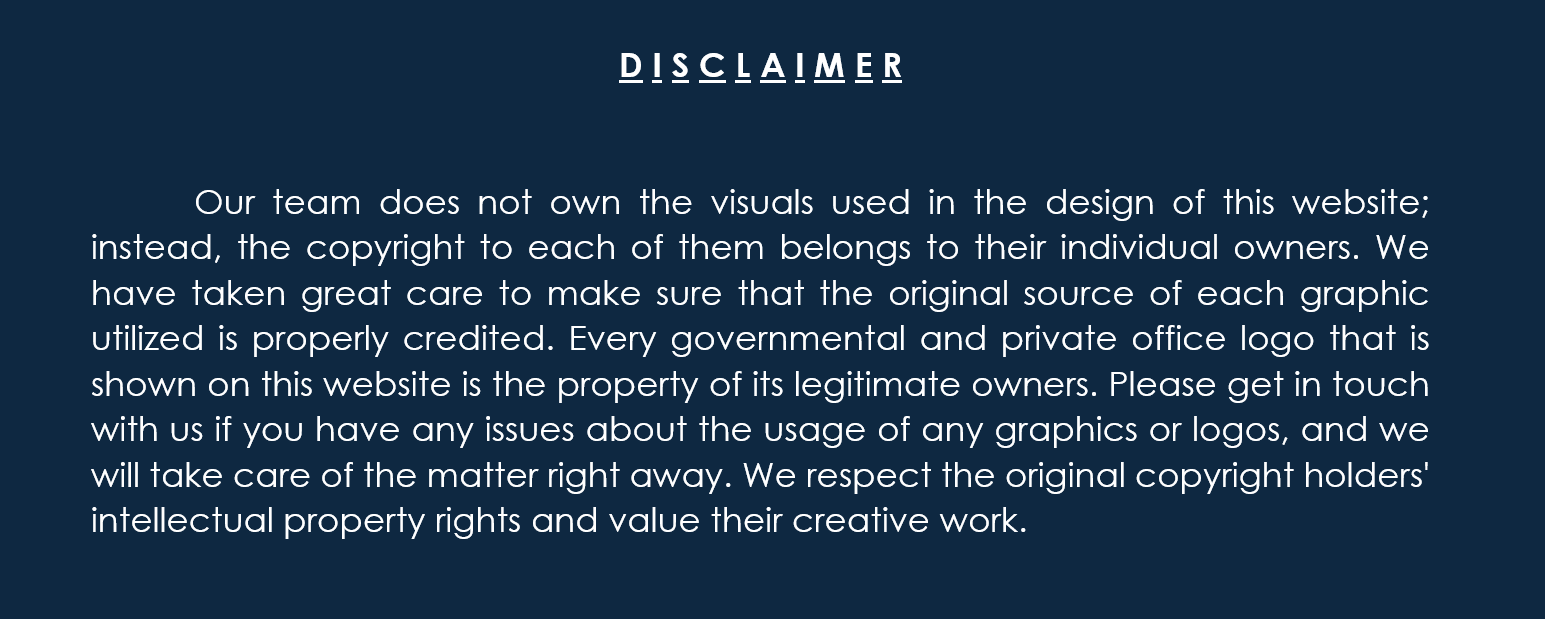 DISCLAIMER
Our team does not own the visuals used in the design of this website;
instead, the copyright to each of them belongs to their individual owners. We
have taken great care to make sure that the original source of each graphic
utilized is properly credited. Every governmental and private office logo that is
shown on this website is the property of its legitimate owners. Please get in touch
with us if you have any issues about the usage of any graphics or logos, and we
will take care of the matter right away. We respect the original copyright holders'
intellectual property rights and value their creative work.